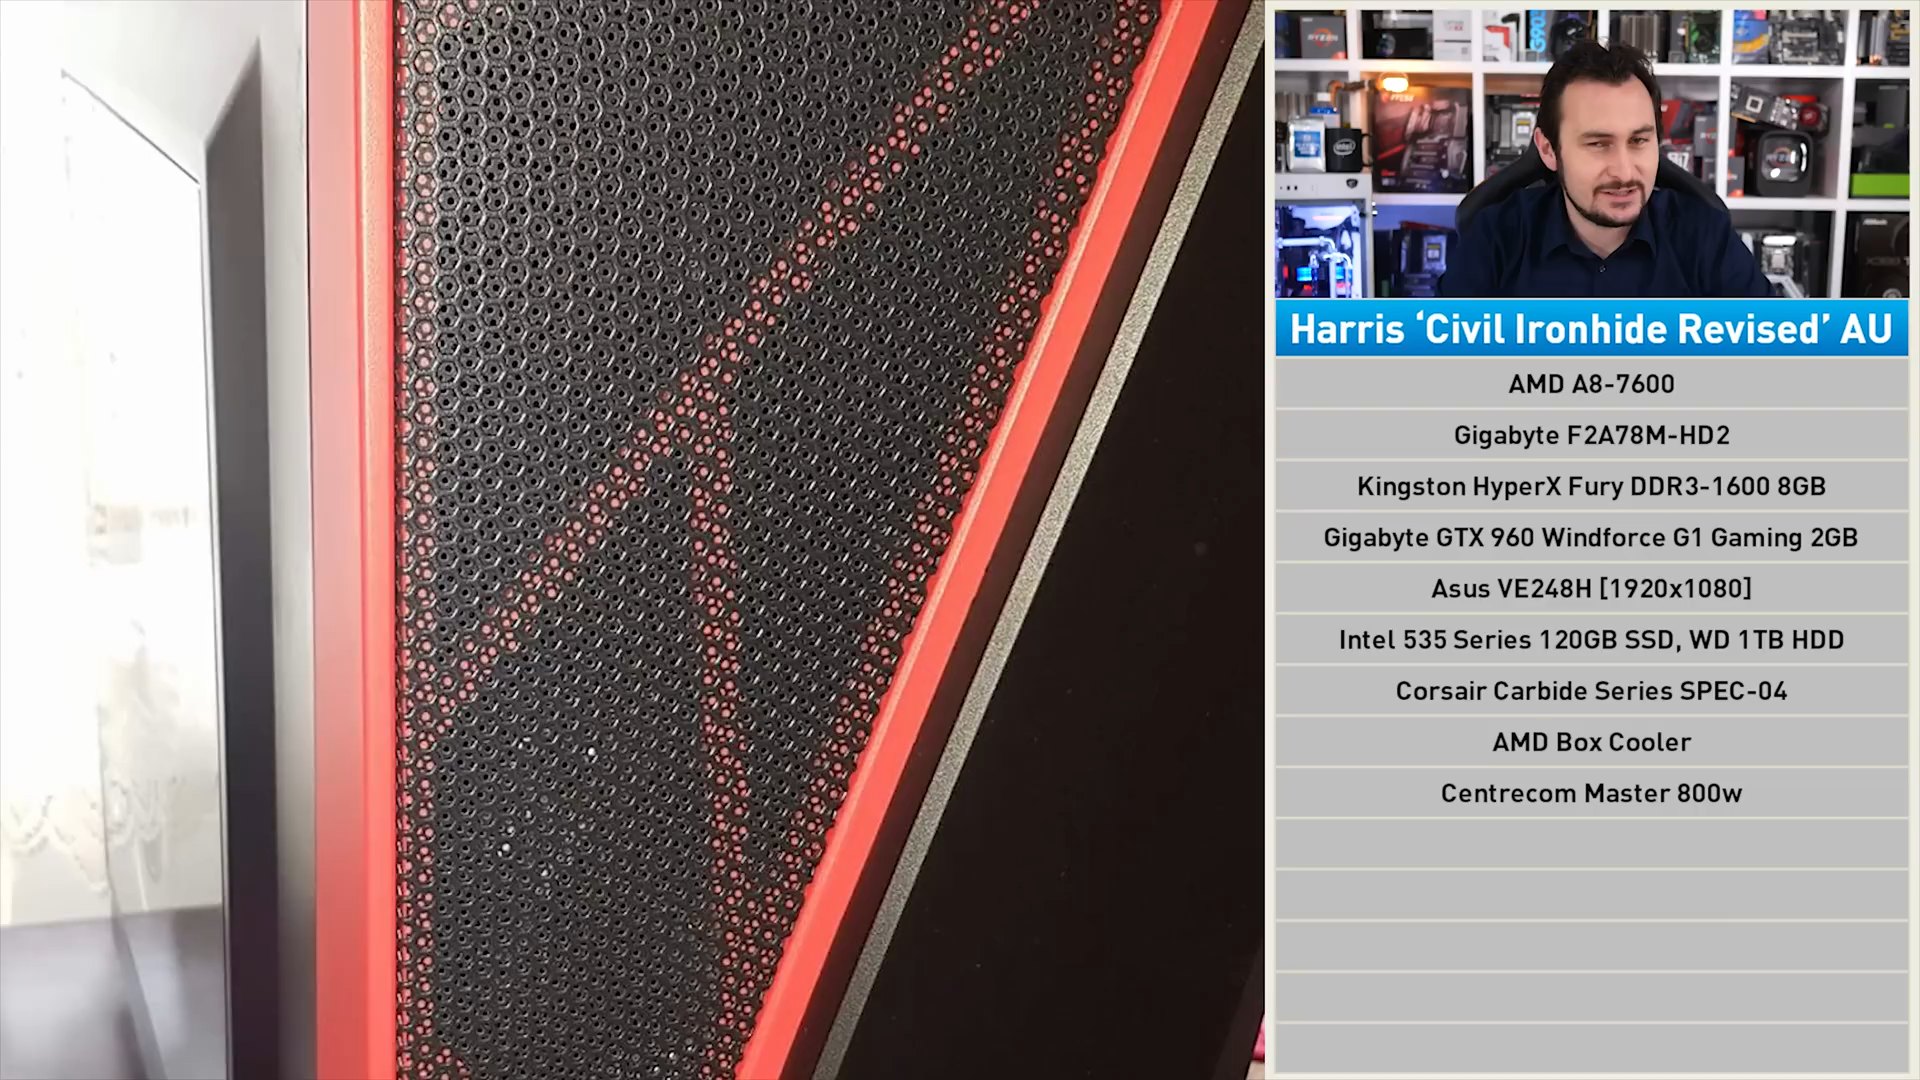 Harris ‘Civil Ironhide Revised’ AU
AMD A8-7600
Gigabyte F2A78M-HD2
Kingston HyperX Fury DDR3-1600 8GB
Gigabyte GTX 960 Windforce G1 Gaming 2GB
Asus VE248H [1920x1080]
Intel 535 Series 120GB SSD, WD 1TB HDD
Corsair Carbide Series SPEC-04
AMD Box Cooler
Centrecom Master 800w